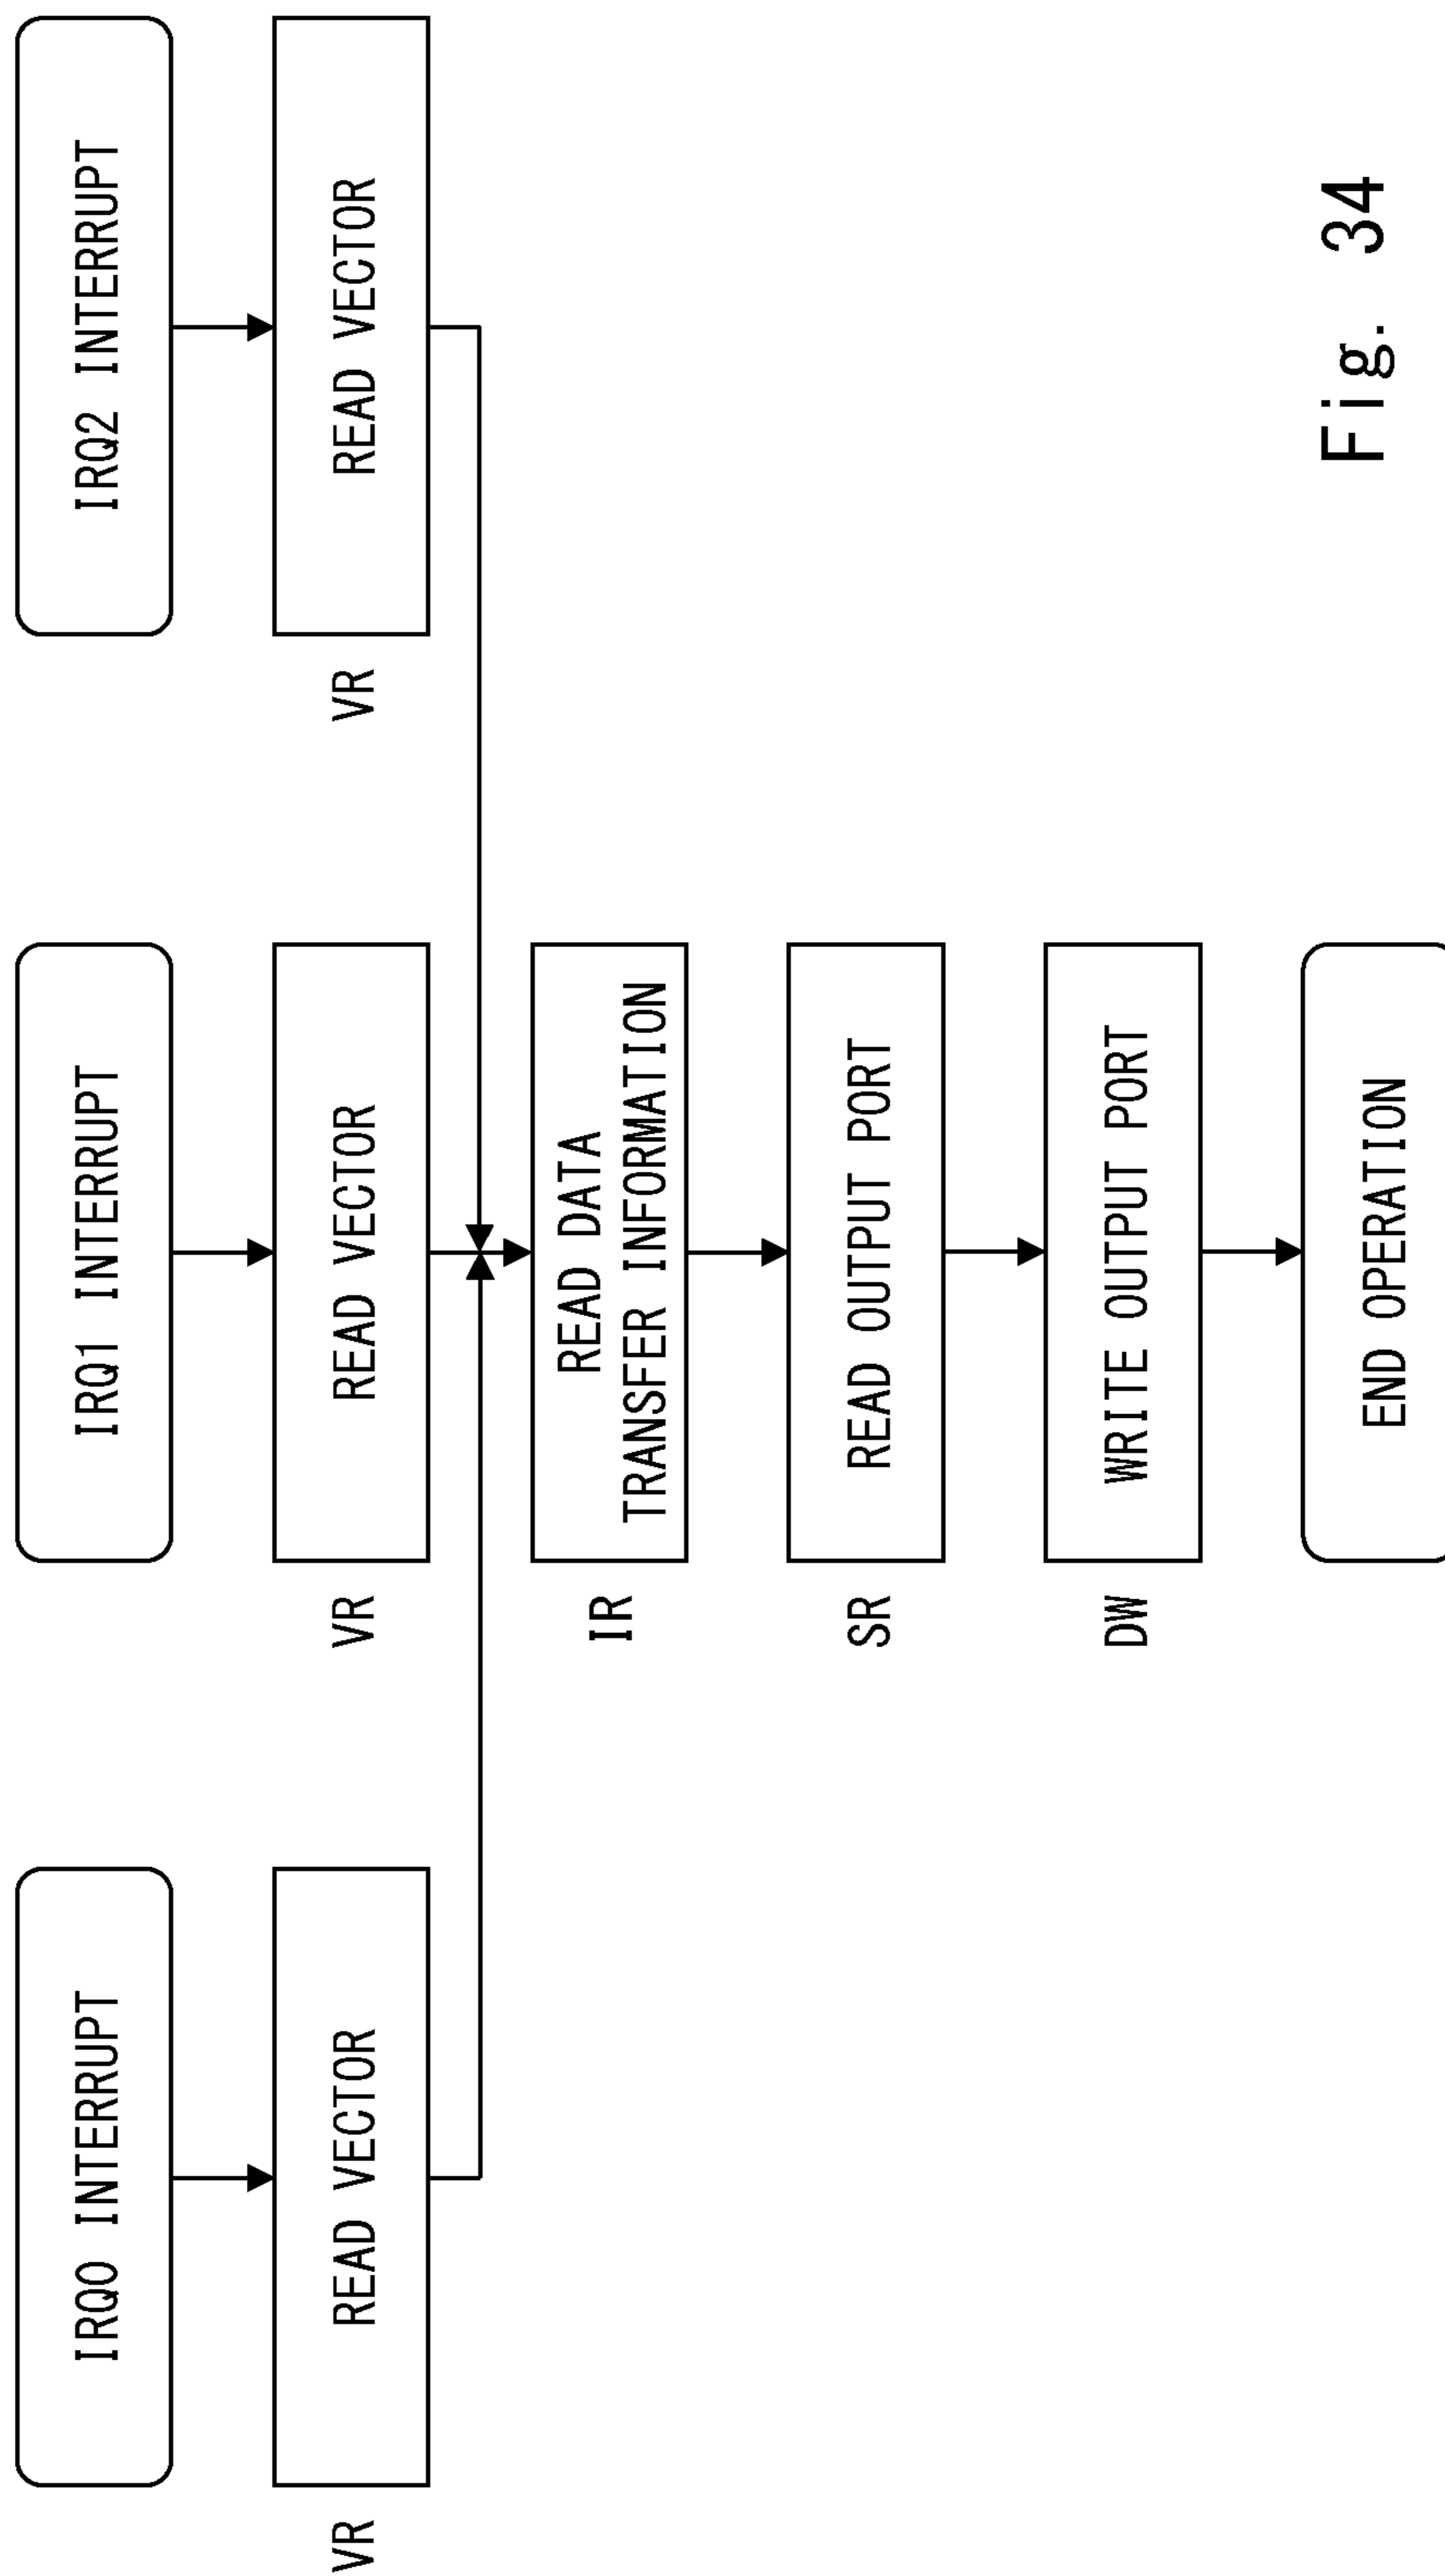 IRQ0 INTERRUPT
IRQ1 INTERRUPT
IRQ2 INTERRUPT
VR
READ VECTOR
VR
READ VECTOR
VR
READ VECTOR
IR
READ DATA
TRANSFER INFORMATION
SR
READ OUTPUT PORT
DW
WRITE OUTPUT PORT
END OPERATION
Fig. 34